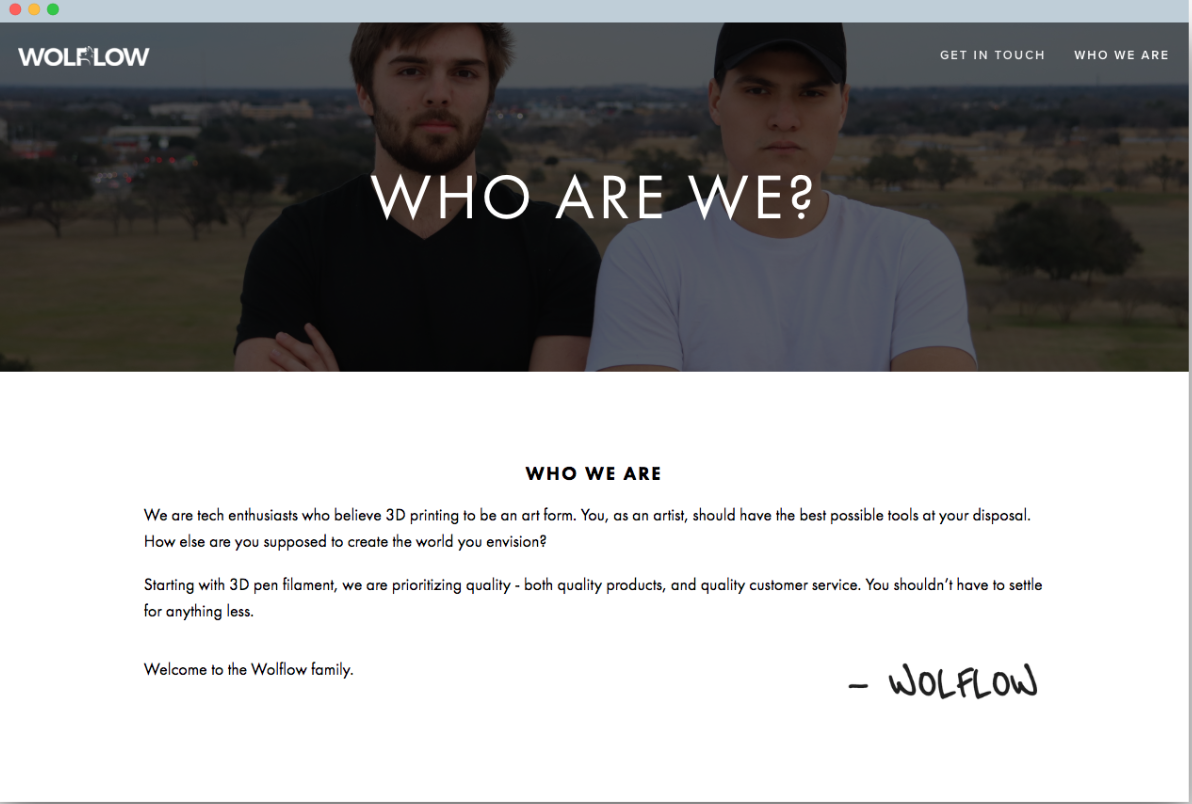 WOLFLOW
GET IN TOUCH
WHO WE ARE
WHO ARE WE?
WHO WE ARE
We are tech enthusiasts who believe 3D printing to be an art form. You, as an artist, should have the best possible tools at your disposal.
How else are you supposed to create the world you envision?
Starting with 3D pen filament, we are prioritizing quality - both quality products, and quality customer service. You shouldn’t have to settle
for anything less.
Welcome to the Wolflow family.
– WOLFLOW